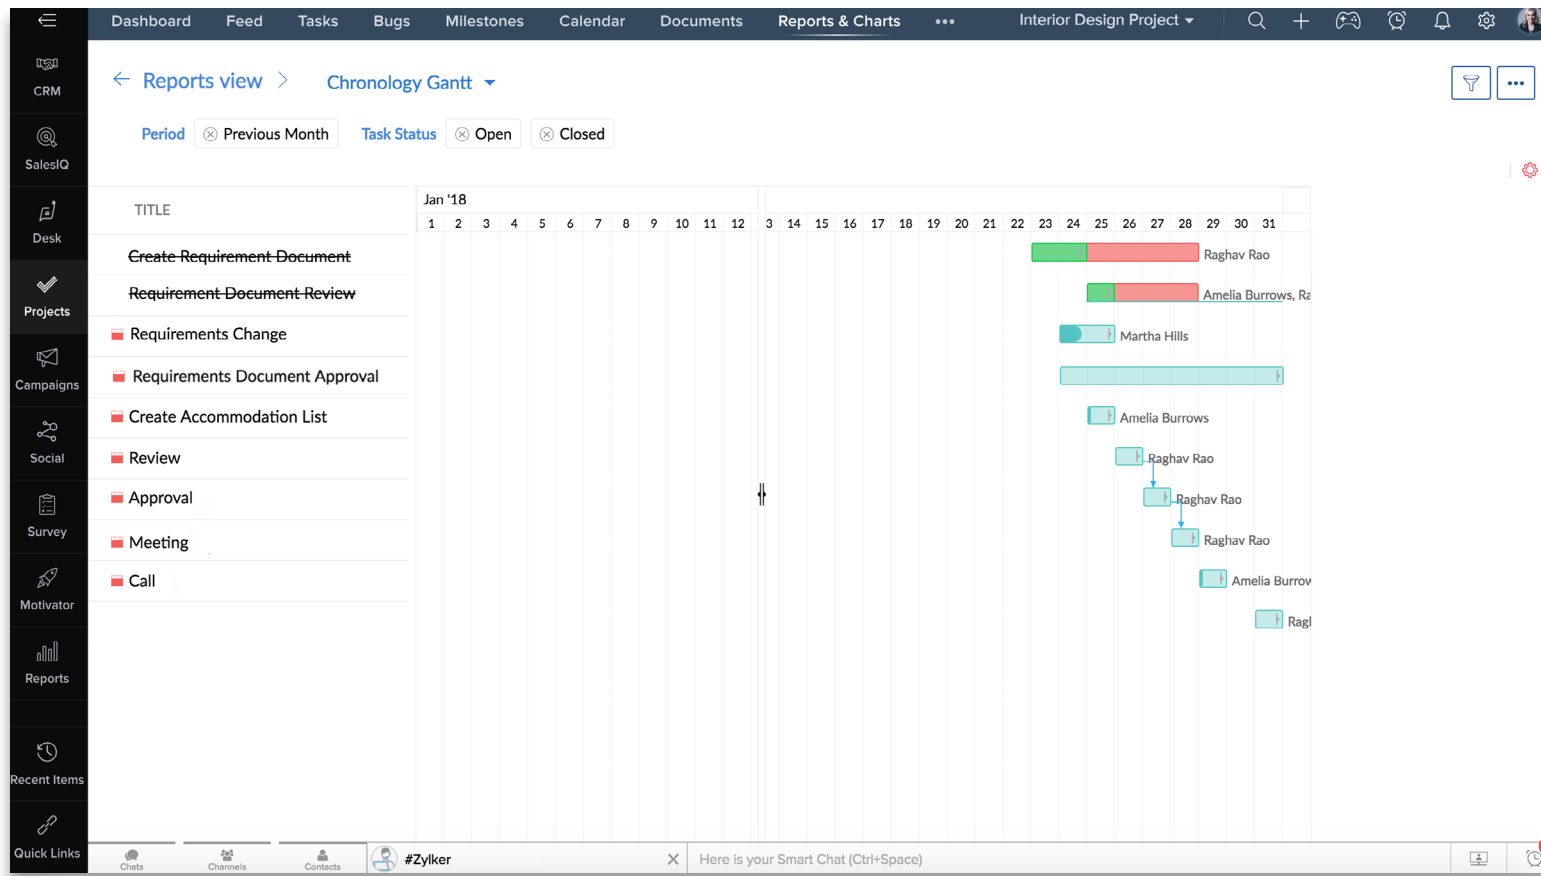 Dashboard Feed Tasks Bugs Milestones Calendar Documents Reports & Charts ••• Interior Design Project
CRM
SalesIQ
Desk
Projects
Campaigns
Social
Survey
Motivator
Reports
Recent Items
Quick Links
Reports view Chronology Gantt
Period Previous Month Task Status Open Closed
TITLE
Jan '18
1 2 3 4 5 6 7 8 9 10 11 12 3 14 15 16 17 18 19 20 21 22 23 24 25 26 27 28 29 30 31
Create Requirement Document
Raghav Rao
Requirement Document Review
Amelia Burrows, Ra
Requirements Change
Martha Hills
Requirements Document Approval
Create Accommodation List
Amelia Burrows
Review
Raghav Rao
Approval
Raghav Rao
Meeting
Raghav Rao
Call
Amelia Burrow
Ragh
Chats Channels Contacts #Zylker Here is your Smart Chat (Ctrl+Space)